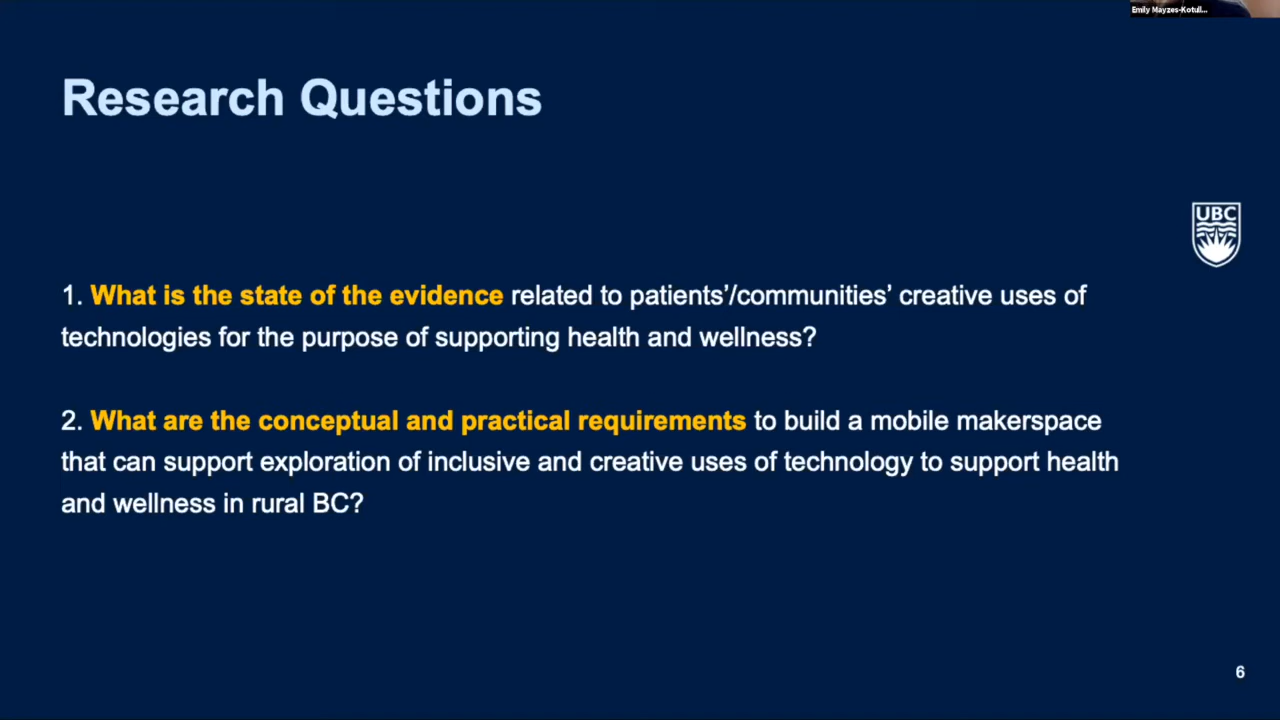 Emily Mayzes-Kotull...
Research Questions
UBC
1. What is the state of the evidence related to patients’/communities’ creative uses of
technologies for the purpose of supporting health and wellness?
2. What are the conceptual and practical requirements to build a mobile makerspace
that can support exploration of inclusive and creative uses of technology to support health
and wellness in rural BC?
6